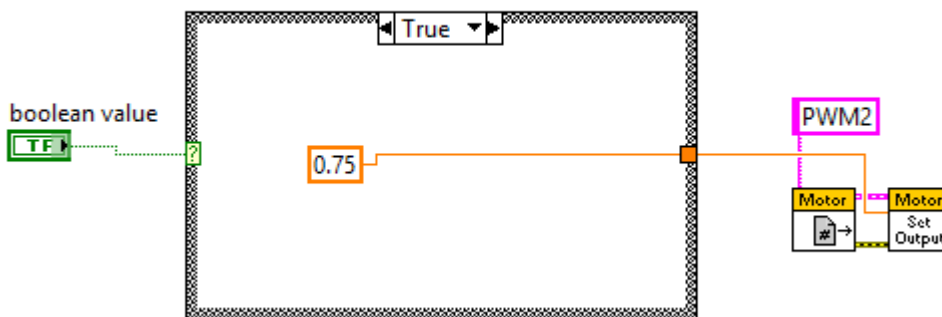 True
boolean value
TF
?
0.75
PWM2
Motor
#
Motor
Set
Output